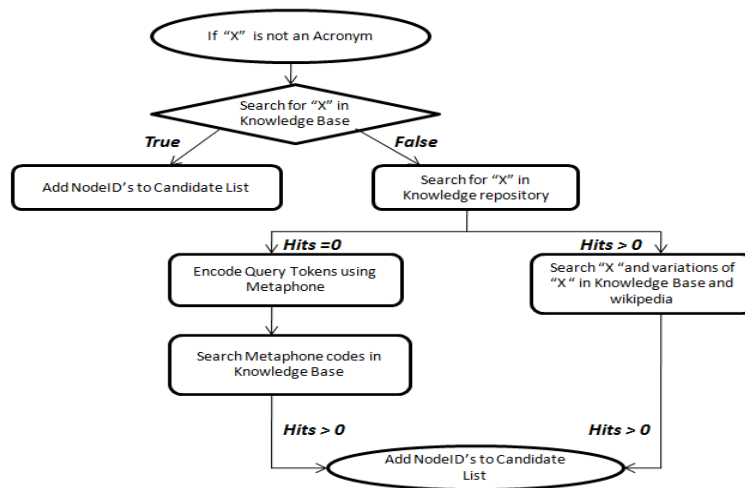 If “X” is not an Acronym
Search for “X” in
Knowledge Base
True
False
Add NodeID’s to Candidate List
Search for “X” in
Knowledge repository
Hits =0
Hits > 0
Encode Query Tokens using
Metaphone
Search “X “and variations of
“X “ in Knowledge Base and
wikipedia
Search Metaphone codes in
Knowledge Base
Hits > 0
Hits > 0
Add NodeID’s to Candidate
List